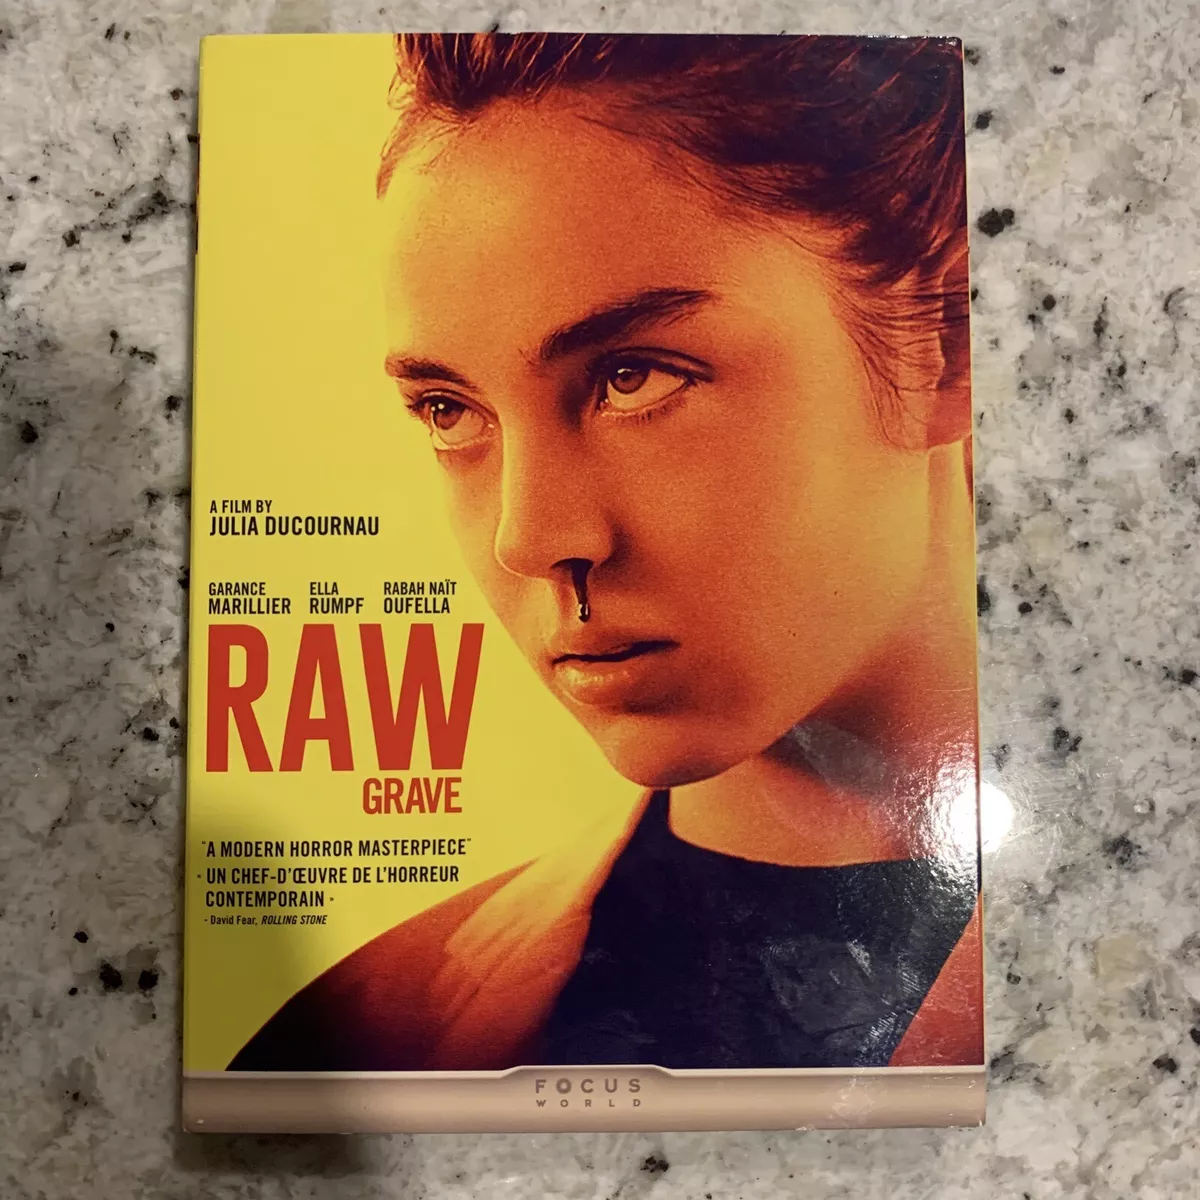 A FILM BY
JULIA DUCOURNAU
GARANCE MARILLIER ELLA RUMPF RABAH NAÏT OUFELLA
RAW
GRAVE
"A MODERN HORROR MASTERPIECE"
« UN CHEF-D'ŒUVRE DE L'HORREUR
CONTEMPORAIN »
- David Fear, ROLLING STONE
FOCUS
WORLD